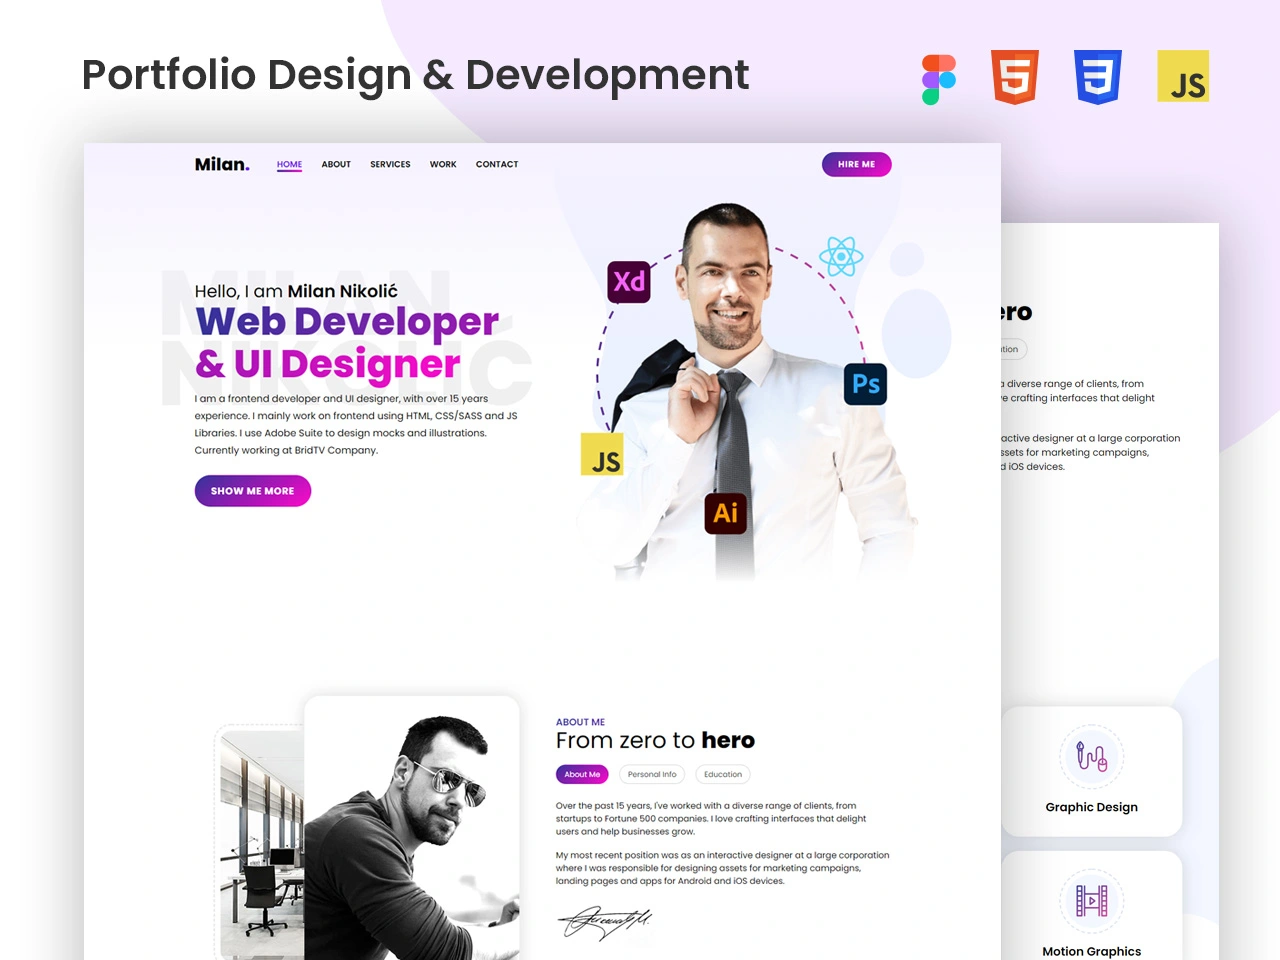 Portfolio Design & Development
JS
Milan.
HOME
ABOUT
SERVICES
WORK
CONTACT
HIRE ME
MILAN
NIKOLIĆ
Hello, I am Milan Nikolić
Web Developer
& UI Designer
I am a frontend developer and UI designer, with over 15 years
experience. I mainly work on frontend using HTML, CSS/SASS and JS
Libraries. I use Adobe Suite to design mocks and illustrations.
Currently working at BridTV Company.
SHOW ME MORE
Xd
Ps
JS
Ai
ABOUT ME
From zero to hero
About Me
Personal Info
Education
Over the past 15 years, I've worked with a diverse range of clients, from
startups to Fortune 500 companies. I love crafting interfaces that delight
users and help businesses grow.
My most recent position was as an interactive designer at a large corporation
where I was responsible for designing assets for marketing campaigns,
landing pages and apps for Android and iOS devices.
ero
tion
a diverse range of clients, from
e crafting interfaces that delight
active designer at a large corporation
ssets for marketing campaigns,
d iOS devices.
Graphic Design
Motion Graphics